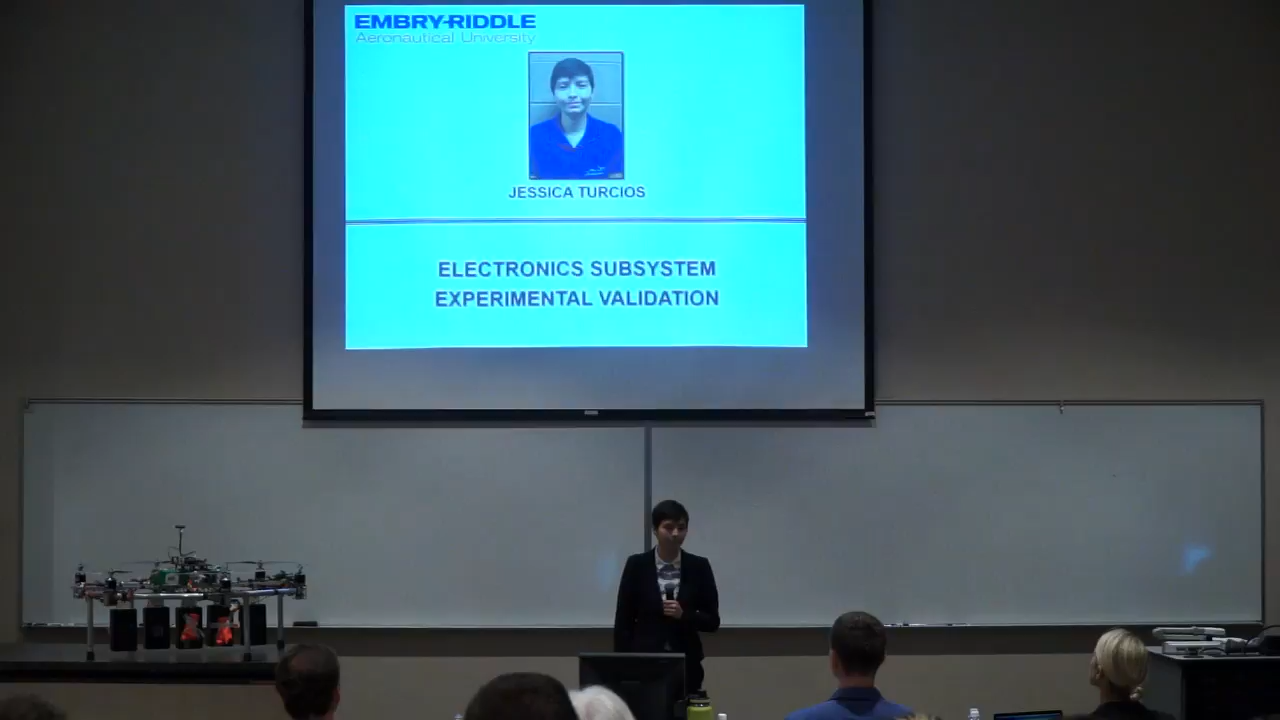 EMBRY-RIDDLE
Aeronautical University
JESSICA TURCIOS
ELECTRONICS SUBSYSTEM
EXPERIMENTAL VALIDATION